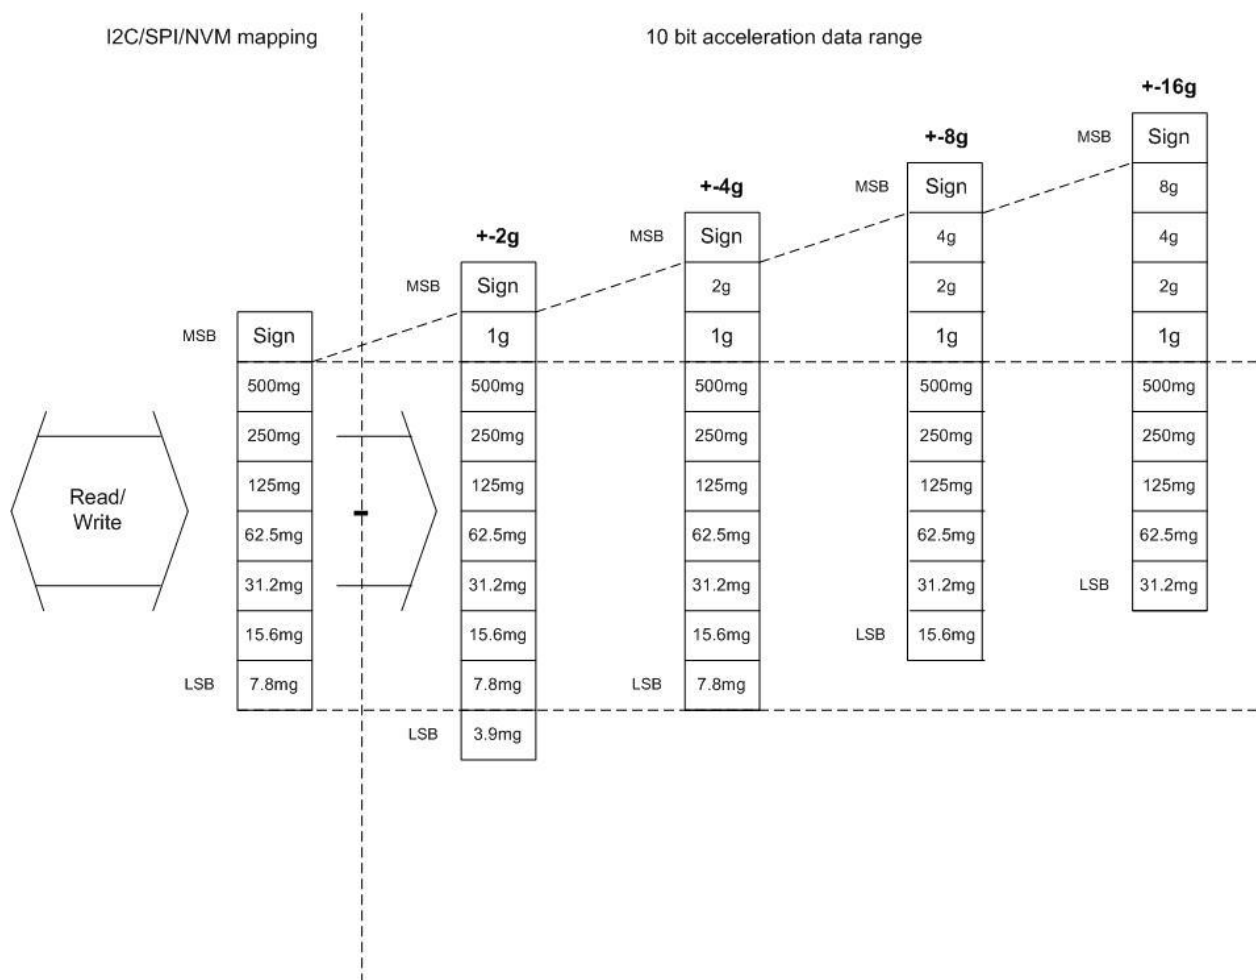 I2C/SPI/NVM mapping
10 bit acceleration data range
MSB
Sign
500mg
250mg
125mg
62.5mg
31.2mg
15.6mg
LSB
7.8mg
Read/
Write
+-2g
MSB
Sign
1g
500mg
250mg
125mg
62.5mg
31.2mg
15.6mg
7.8mg
LSB
3.9mg
+-4g
MSB
Sign
2g
1g
500mg
250mg
125mg
62.5mg
31.2mg
15.6mg
LSB
7.8mg
+-8g
MSB
Sign
4g
2g
1g
500mg
250mg
125mg
62.5mg
31.2mg
LSB
15.6mg
+-16g
MSB
Sign
8g
4g
2g
1g
500mg
250mg
125mg
62.5mg
LSB
31.2mg